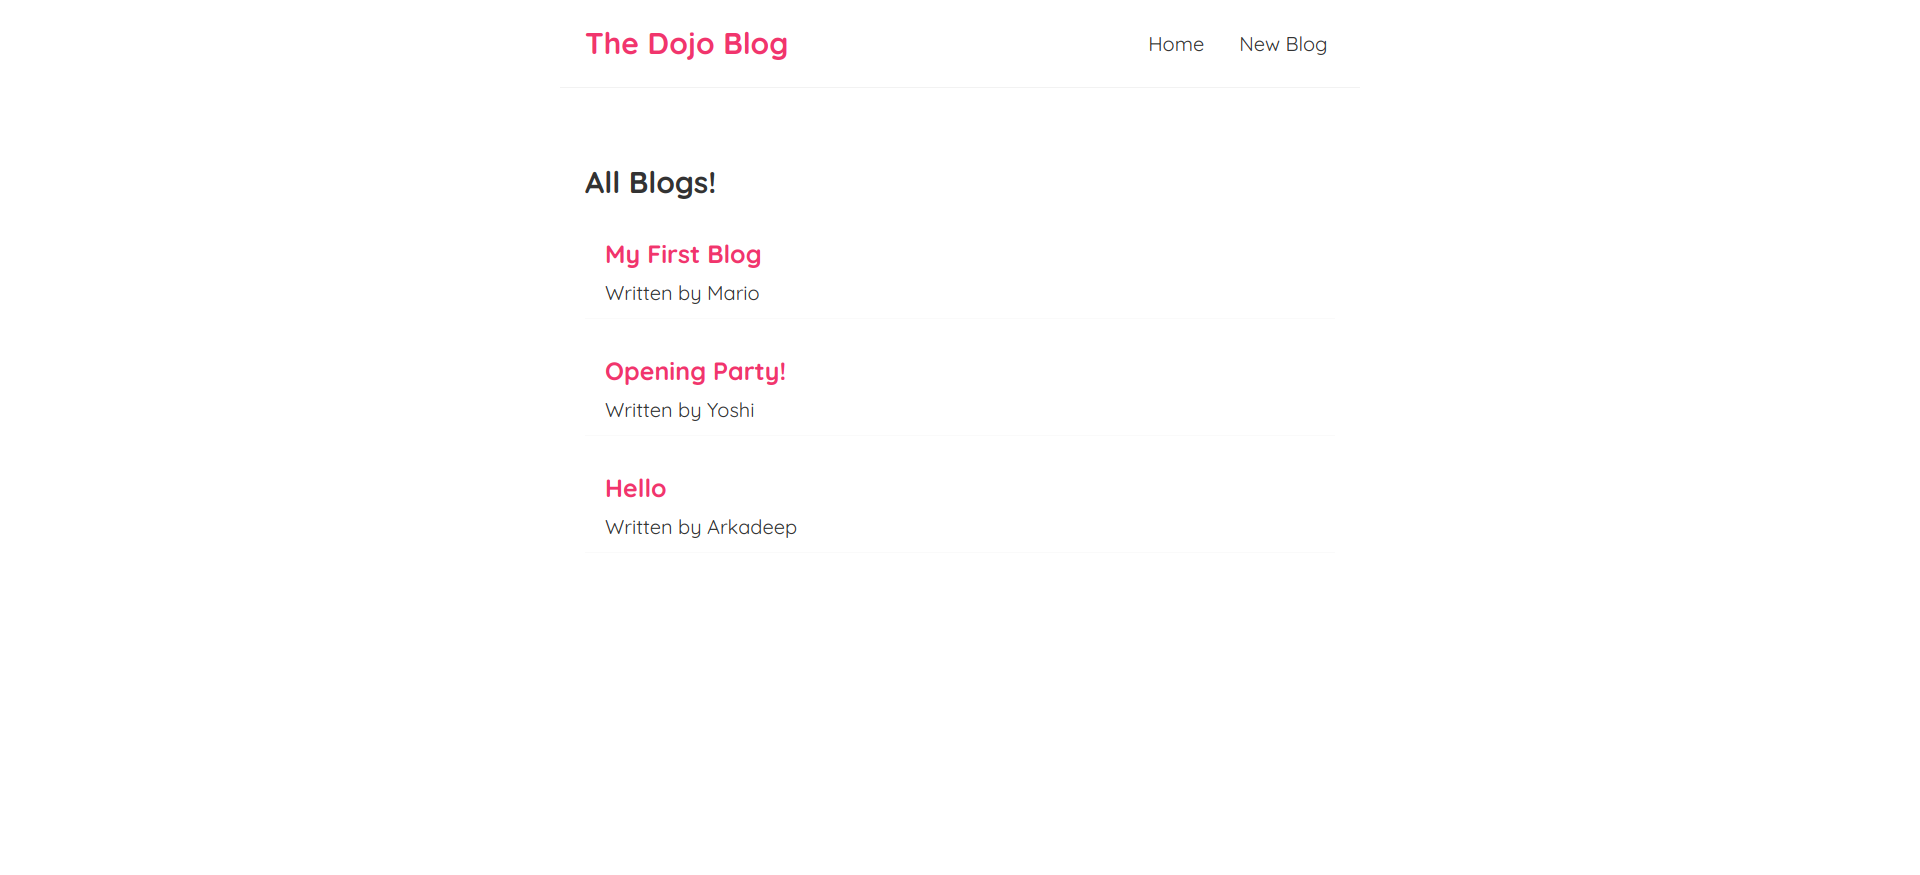 The Dojo Blog
Home New Blog
All Blogs!
My First Blog
Written by Mario
Opening Party!
Written by Yoshi
Hello
Written by Arkadeep